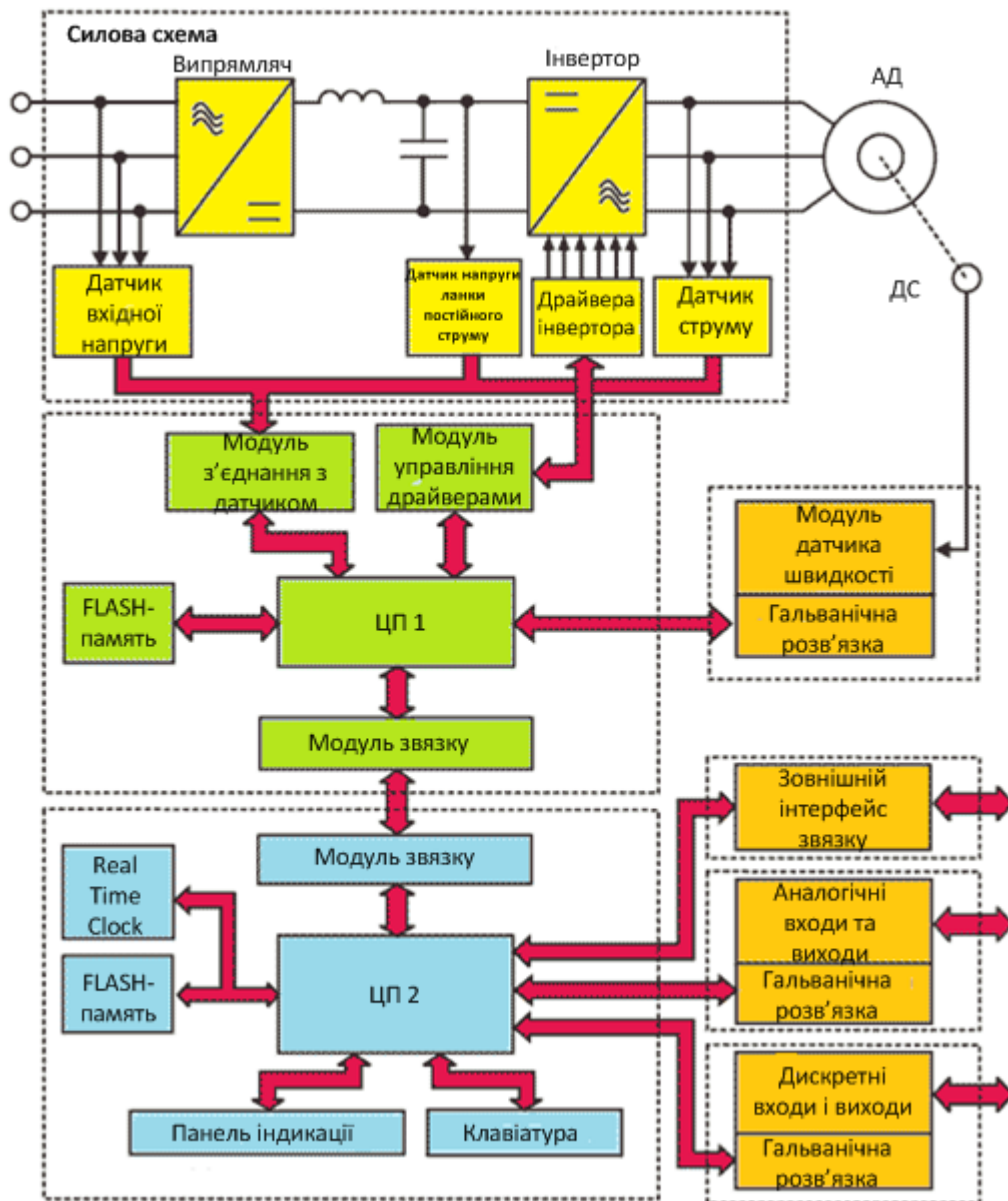 Силова схема
Випрямляч
Інвертор
АД
Датчик
вхідної
напруги
Датчик напруги
ланки
постійного
струму
Драйвера
інвертора
Датчик
струму
ДС
Модуль
з’єднання з
датчиком
Модуль
управління
драйверами
Модуль
датчика
швидкості
Гальванічна
розв’язка
FLASH-
память
ЦП 1
Модуль звязку
Зовнішній
інтерфейс
звязку
Модуль звязку
Real
Time
Clock
Аналогічні
входи та
виходи
Гальванічна
розв’язка
FLASH-
память
ЦП 2
Дискретні
входи і виходи
Гальванічна
розв’язка
Панель індикації
Клавіатура